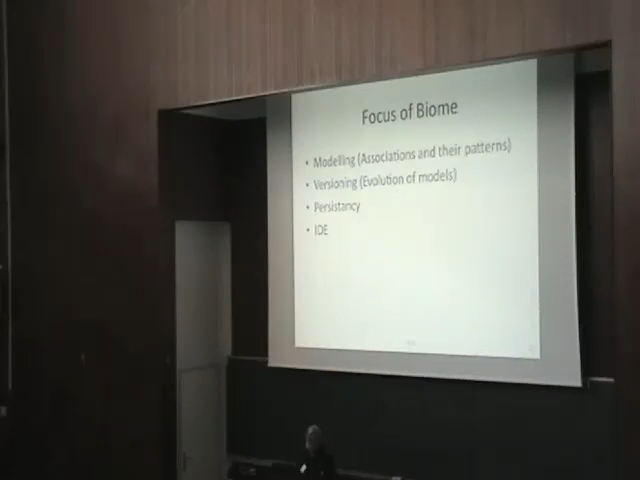 Focus of Biome
• Modelling (Associations and their patterns)
• Versioning (Evolution of models)
• Persistancy
• IDE